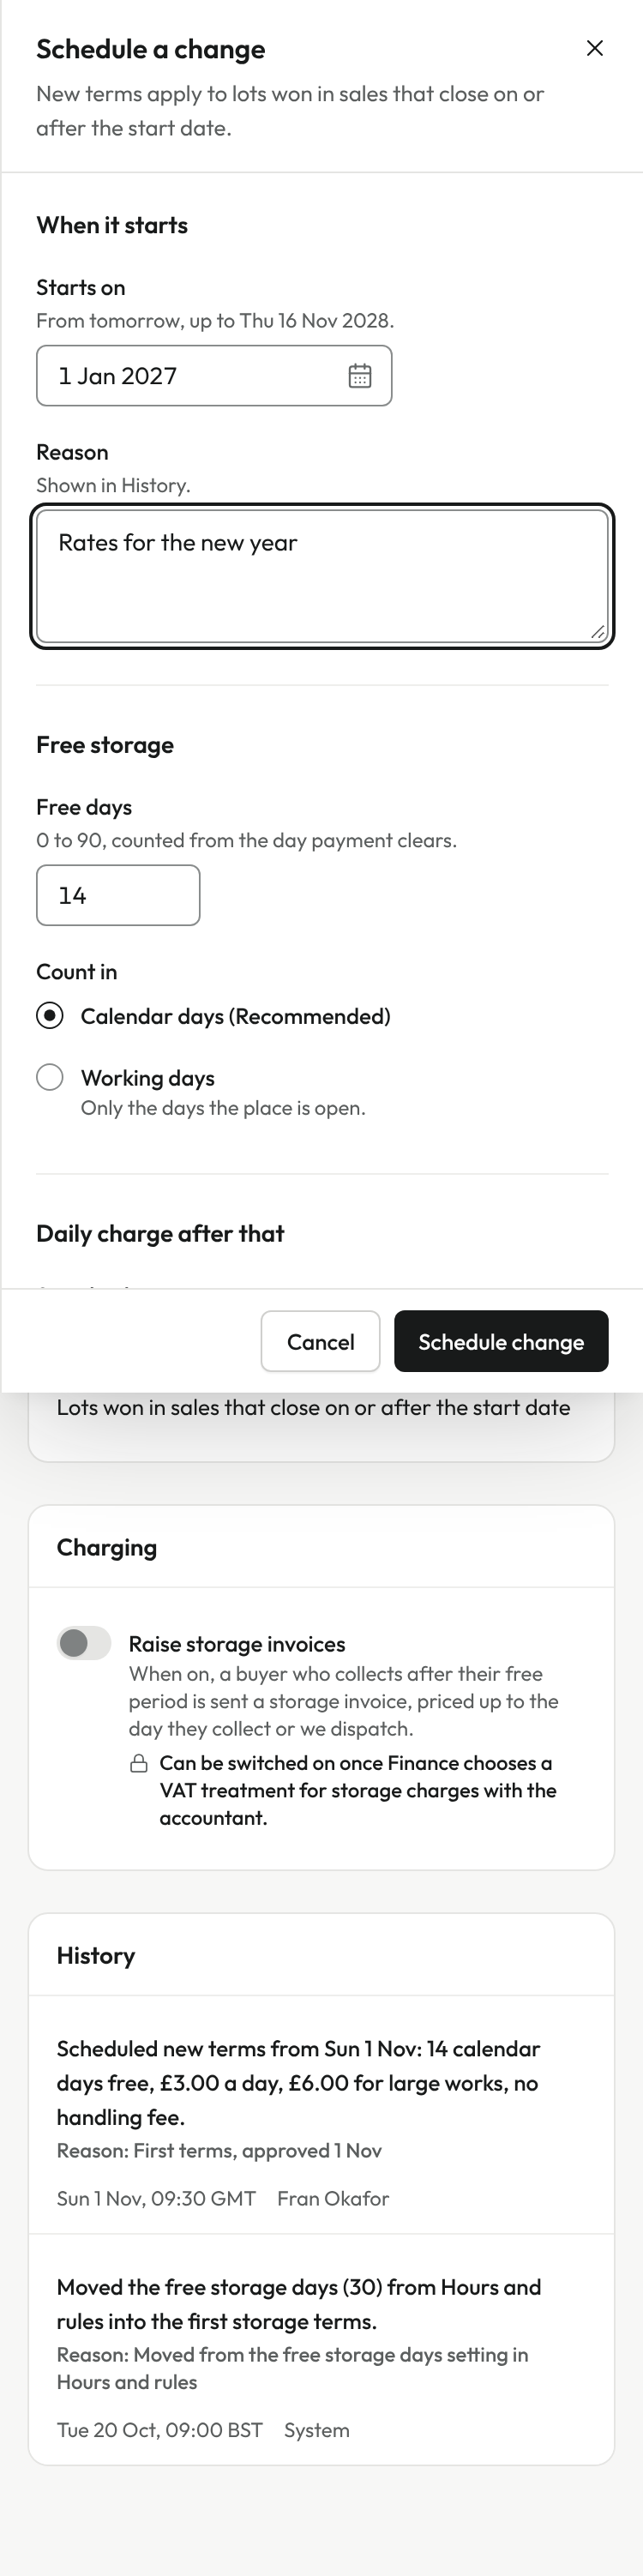 Schedule a change
New terms apply to lots won in sales that close on or
after the start date.
When it starts
Starts on
From tomorrow, up to Thu 16 Nov 2028.
1 Jan 2027
Reason
Shown in History.
Rates for the new year
Free storage
Free days
0 to 90, counted from the day payment clears.
14
Count in
Calendar days (Recommended)
Working days
Only the days the place is open.
Daily charge after that
Cancel
Schedule change
Lots won in sales that close on or after the start date
Charging
Raise storage invoices
When on, a buyer who collects after their free
period is sent a storage invoice, priced up to the
day they collect or we dispatch.
Can be switched on once Finance chooses a
VAT treatment for storage charges with the
accountant.
History
Scheduled new terms from Sun 1 Nov: 14 calendar
days free, £3.00 a day, £6.00 for large works, no
handling fee.
Reason: First terms, approved 1 Nov
Sun 1 Nov, 09:30 GMT Fran Okafor
Moved the free storage days (30) from Hours and
rules into the first storage terms.
Reason: Moved from the free storage days setting in
Hours and rules
Tue 20 Oct, 09:00 BST System